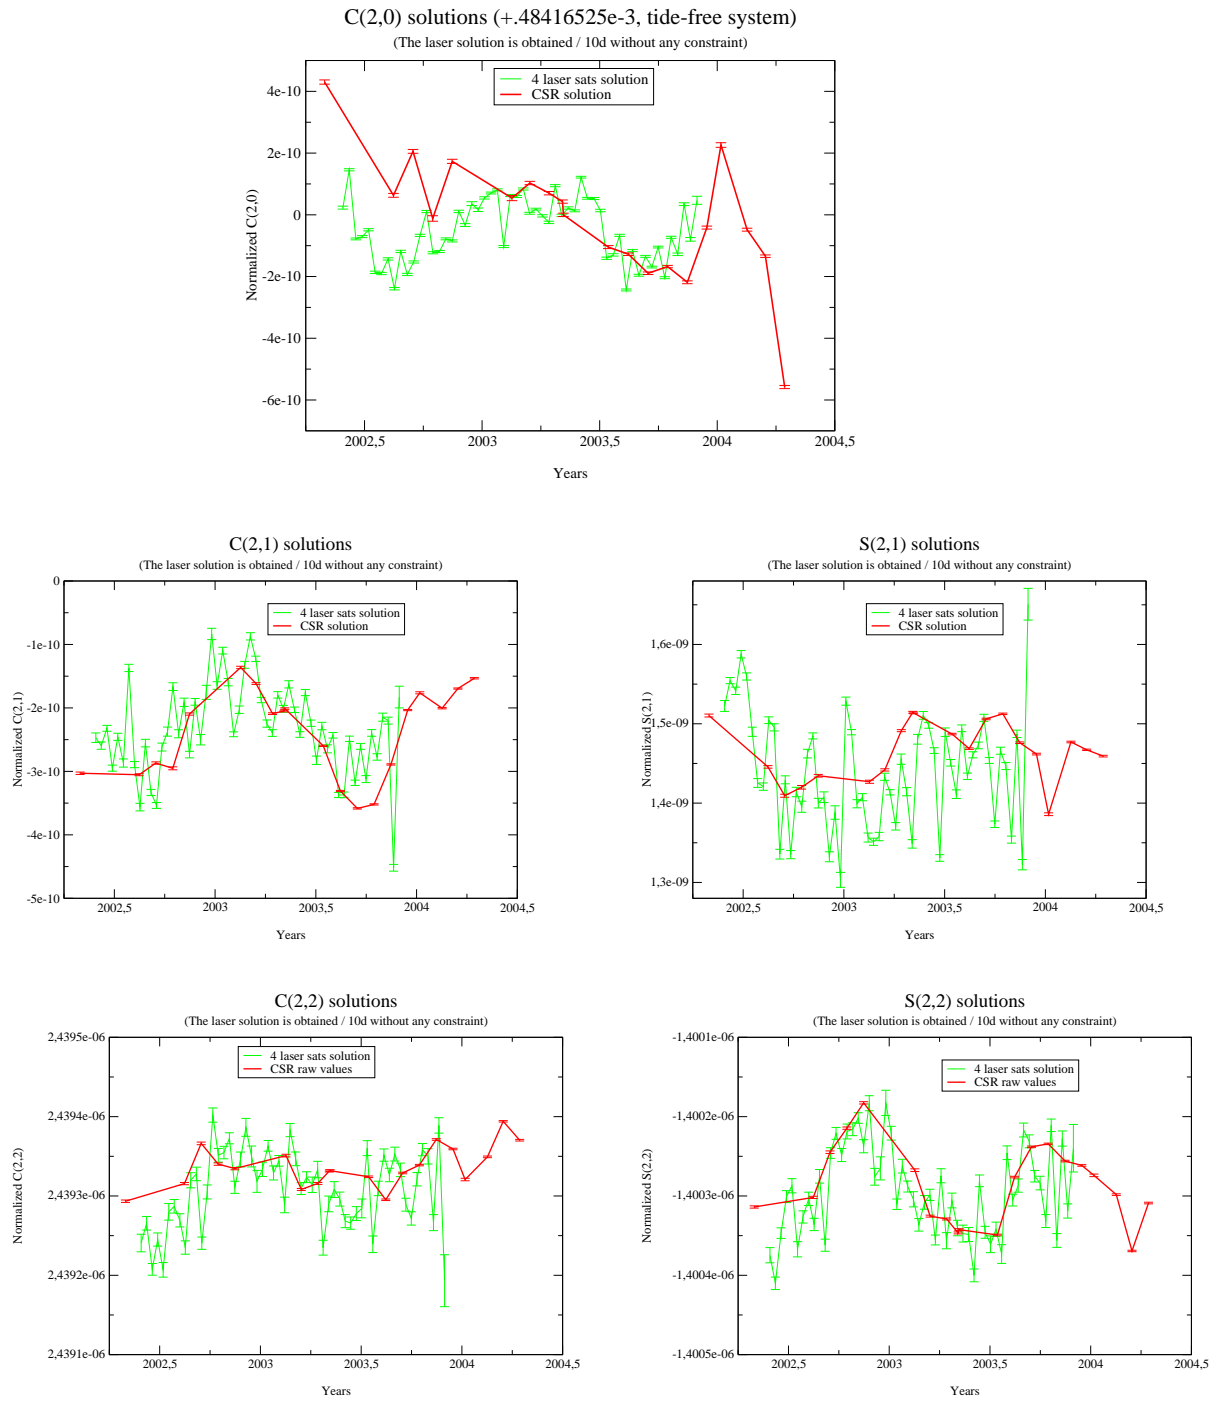 C(2,0) solutions (+.48416525e-3, tide-free system)
(The laser solution is obtained / 10d without any constraint)
4 laser sats solution
CSR solution
4e-10
2e-10
0
-2e-10
-4e-10
-6e-10
Normalized C(2,0)
2002,5
2003
2003,5
2004
2004,5
Years
C(2,1) solutions
(The laser solution is obtained / 10d without any constraint)
4 laser sats solution
CSR solution
0
-1e-10
-2e-10
-3e-10
-4e-10
-5e-10
Normalized C(2,1)
2002,5
2003
2003,5
2004
2004,5
Years
S(2,1) solutions
(The laser solution is obtained / 10d without any constraint)
4 laser sats solution
CSR solution
1,6e-09
1,5e-09
1,4e-09
1,3e-09
Normalized S(2,1)
2002,5
2003
2003,5
2004
2004,5
Years
C(2,2) solutions
(The laser solution is obtained / 10d without any constraint)
4 laser sats solution
CSR raw values
2,4395e-06
2,4394e-06
2,4393e-06
2,4392e-06
2,4391e-06
Normalized C(2,2)
2002,5
2003
2003,5
2004
2004,5
Years
S(2,2) solutions
(The laser solution is obtained / 10d without any constraint)
4 laser sats solution
CSR raw values
-1,4001e-06
-1,4002e-06
-1,4003e-06
-1,4004e-06
-1,4005e-06
Normalized S(2,2)
2002,5
2003
2003,5
2004
2004,5
Years